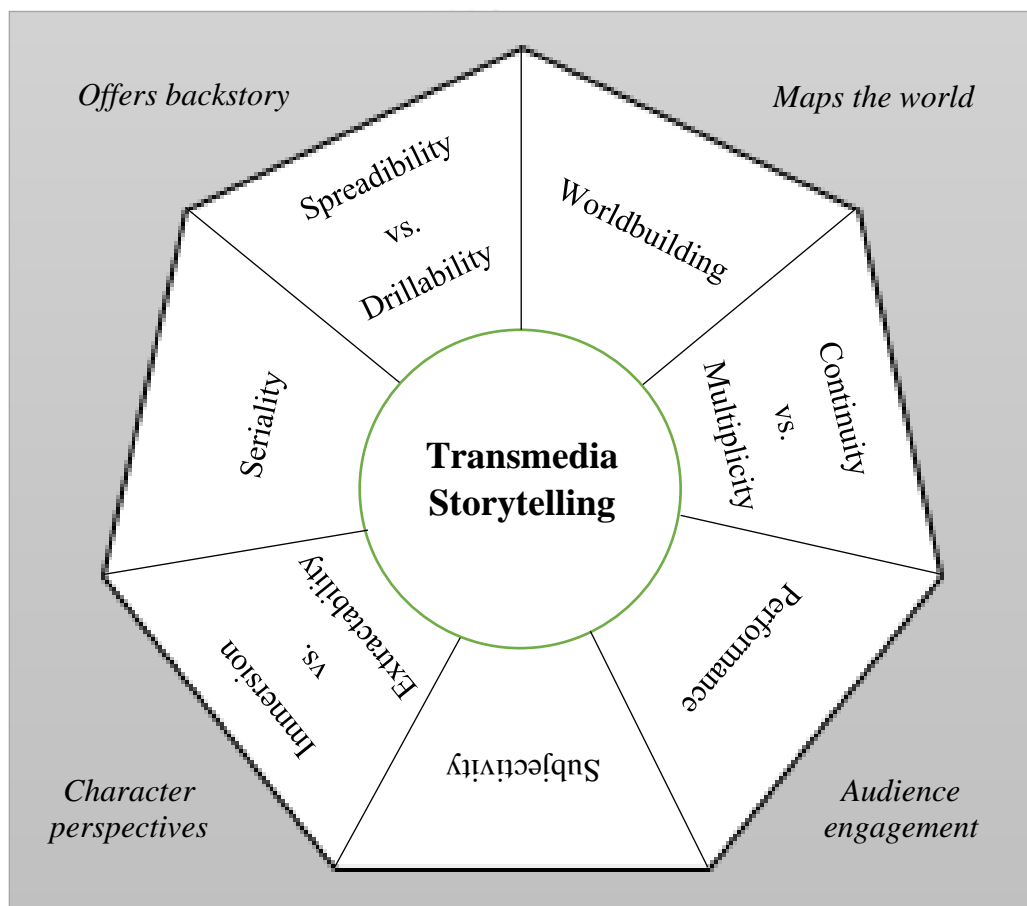 Offers backstory
Maps the world
Spreadibility
vs.
Drillability
Worldbuilding
Continuity
vs.
Multiplicity
Performance
Subjectivity
Extractability
vs.
Immersion
Seriality
Transmedia
Storytelling
Character
perspectives
Audience
engagement